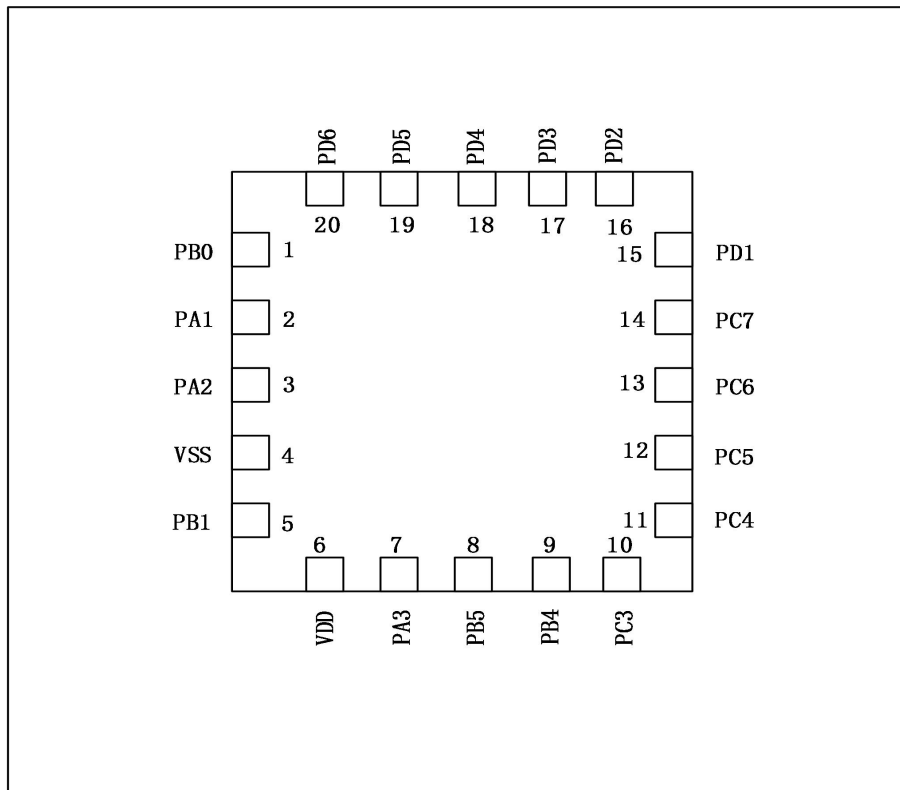 PD6 PD5 PD4 PD3 PD2
20 19 18 17 16
PB0 1 15 PD1
PA1 2 14 PC7
PA2 3 13 PC6
VSS 4 12 PC5
PB1 5 11 PC4
6 7 8 9 10
VDD PA3 PB5 PB4 PC3